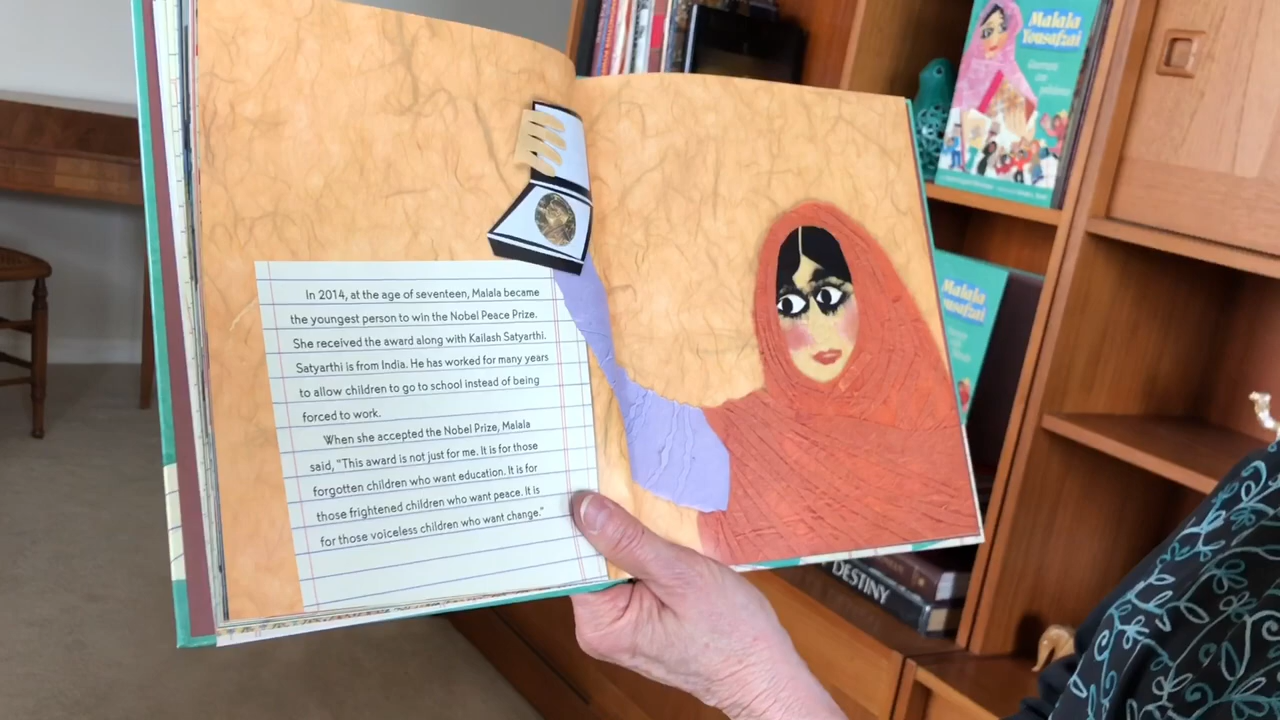 In 2014, at the age of seventeen, Malala became
the youngest person to win the Nobel Peace Prize.
She received the award along with Kailash Satyarthi.
Satyarthi is from India. He has worked for many years
to allow children to go to school instead of being
forced to work.
When she accepted the Nobel Prize, Malala
said, “This award is not just for me. It is for those
forgotten children who want education. It is for
those frightened children who want peace. It is
for those voiceless children who want change.”
Malala
Yousafzai
Malala
DESTINY